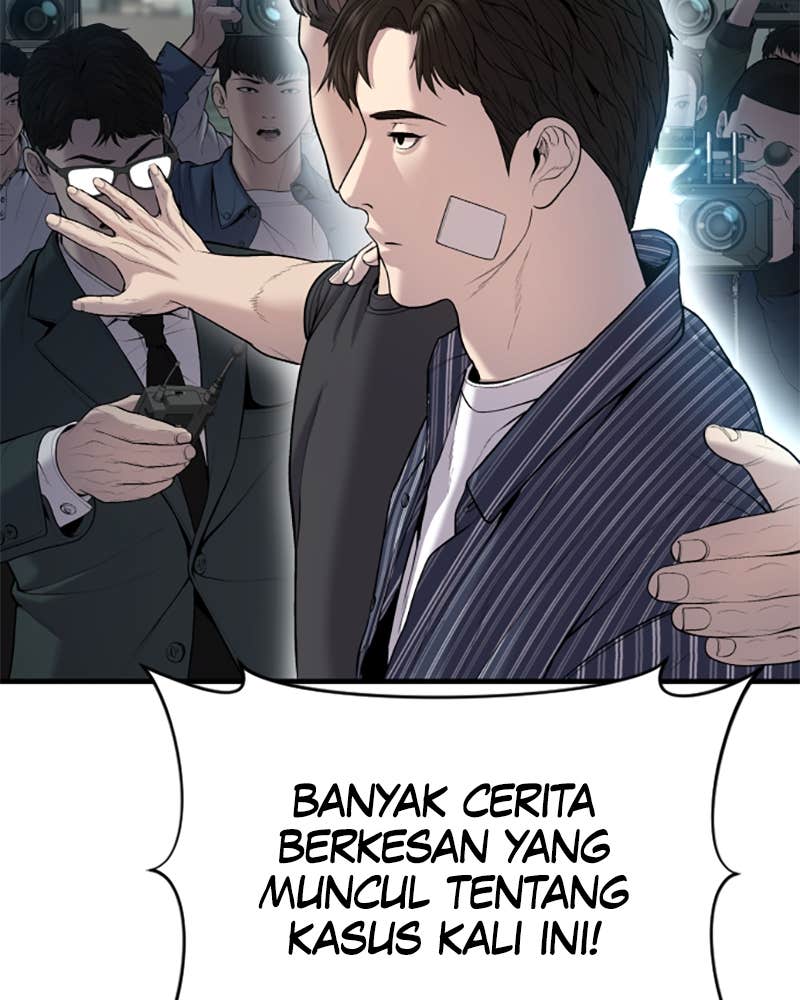 BANYAK CERITA
BERKESAN YANG
MUNCUL TENTANG
KASUS KALI INI!